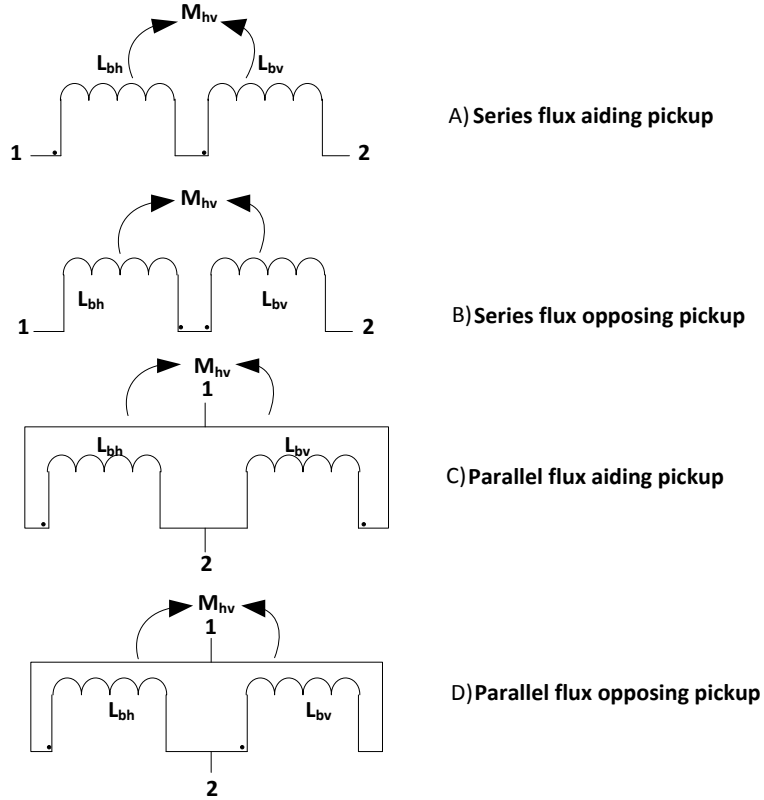 Mhv
Lbh Lbv
A) Series flux aiding pickup
1 2
Mhv
Lbh Lbv
B) Series flux opposing pickup
1 2
Mhv
1
Lbh Lbv
C) Parallel flux aiding pickup
2
Mhv
1
Lbh Lbv
D) Parallel flux opposing pickup
2